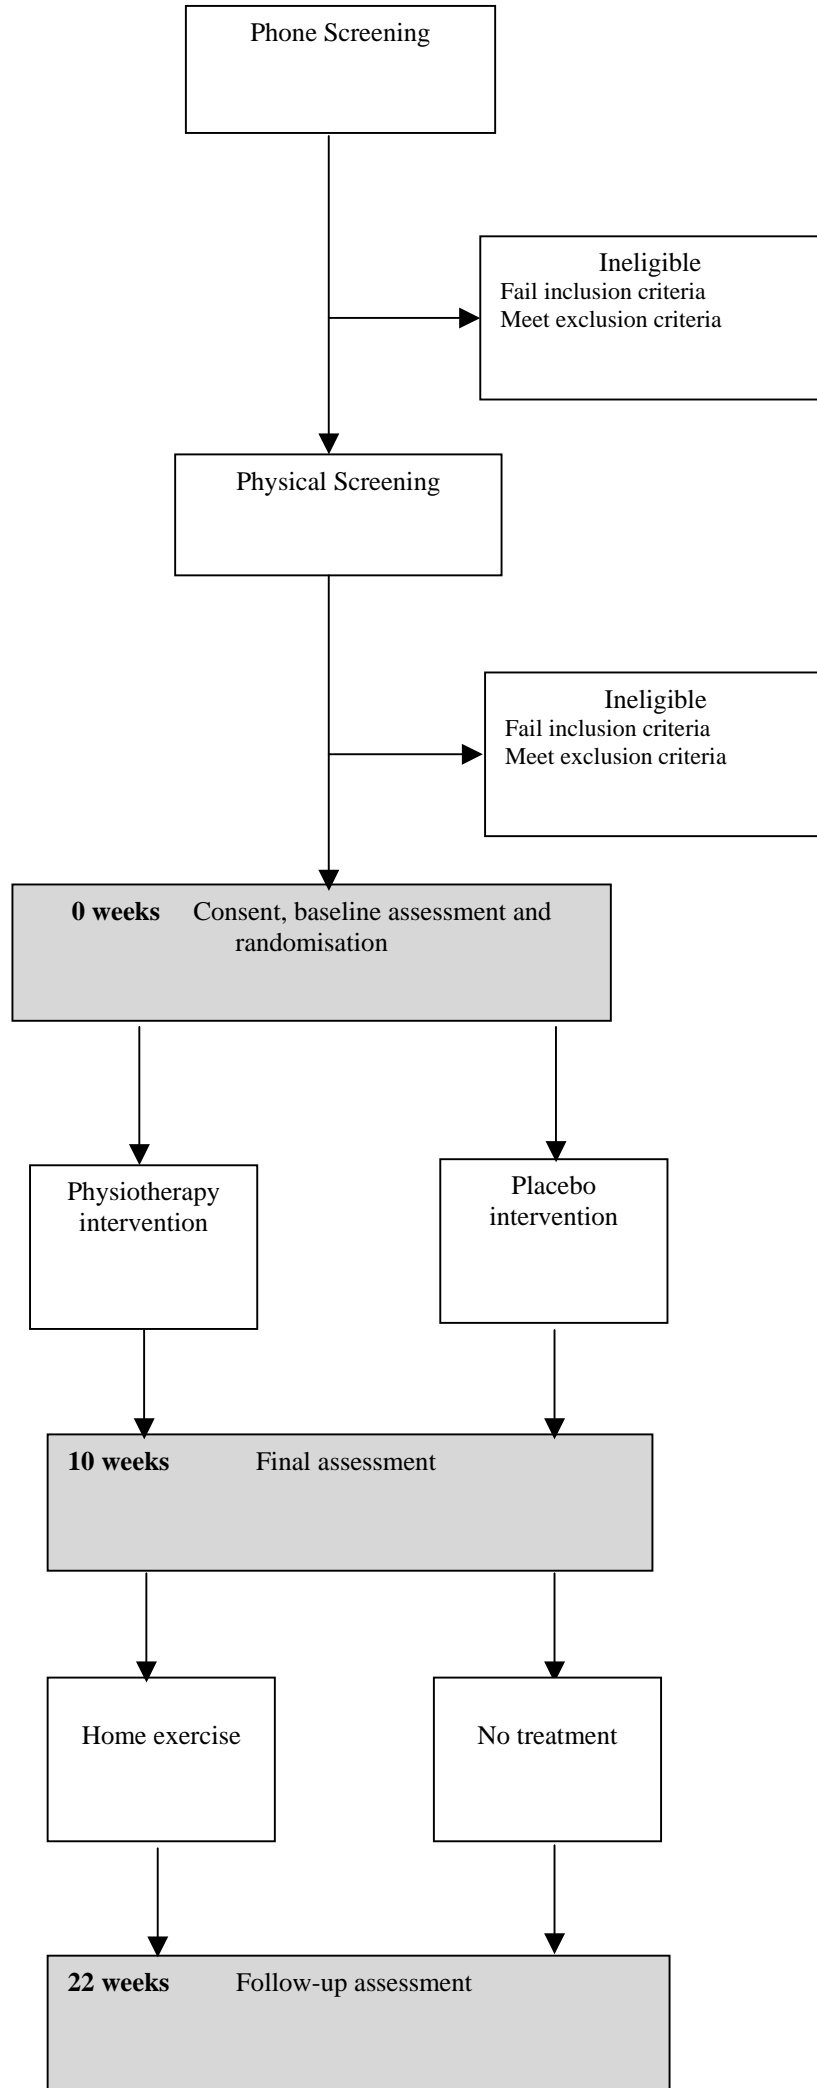 Phone Screening
Ineligible
Fail inclusion criteria
Meet exclusion criteria
Physical Screening
Ineligible
Fail inclusion criteria
Meet exclusion criteria
0 weeks Consent, baseline assessment and
randomisation
Physiotherapy
intervention
Placebo
intervention
10 weeks Final assessment
Home exercise
No treatment
22 weeks Follow-up assessment